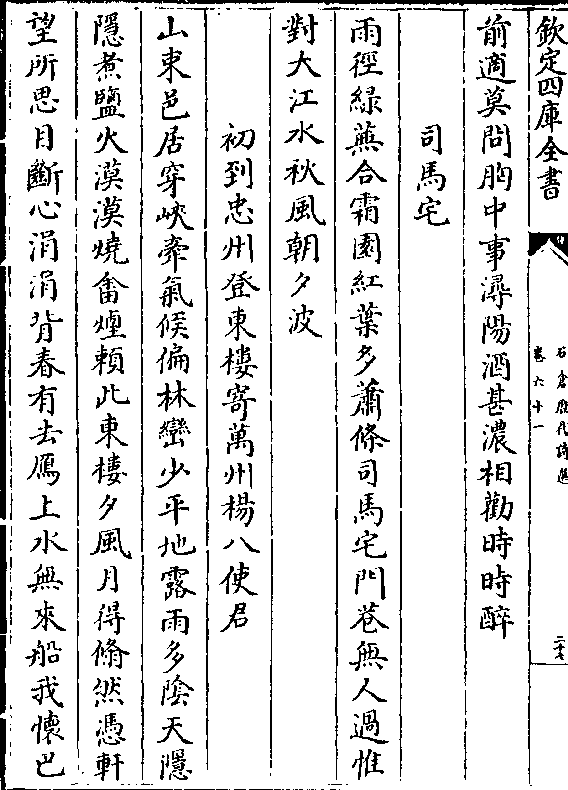 欽定四庫全書
石倉歷代詩選
卷六十一
前適莫問胸中事潯陽酒甚濃相勸時時醉
司馬宅
雨徑綠蕪合霜園紅葉多蕭條司馬宅門巷無人過惟
對大江水秋風朝夕波
初到忠州登東樓寄萬州楊八使君
山東邑居窄峽牽氣候偏林巒少平地霧雨多陰天隱
隱煮鹽火漠漠燒畬煙賴此東樓夕風月得翛然憑軒
望所思目斷心涓涓背春有去鴈上水無來船我懷巴